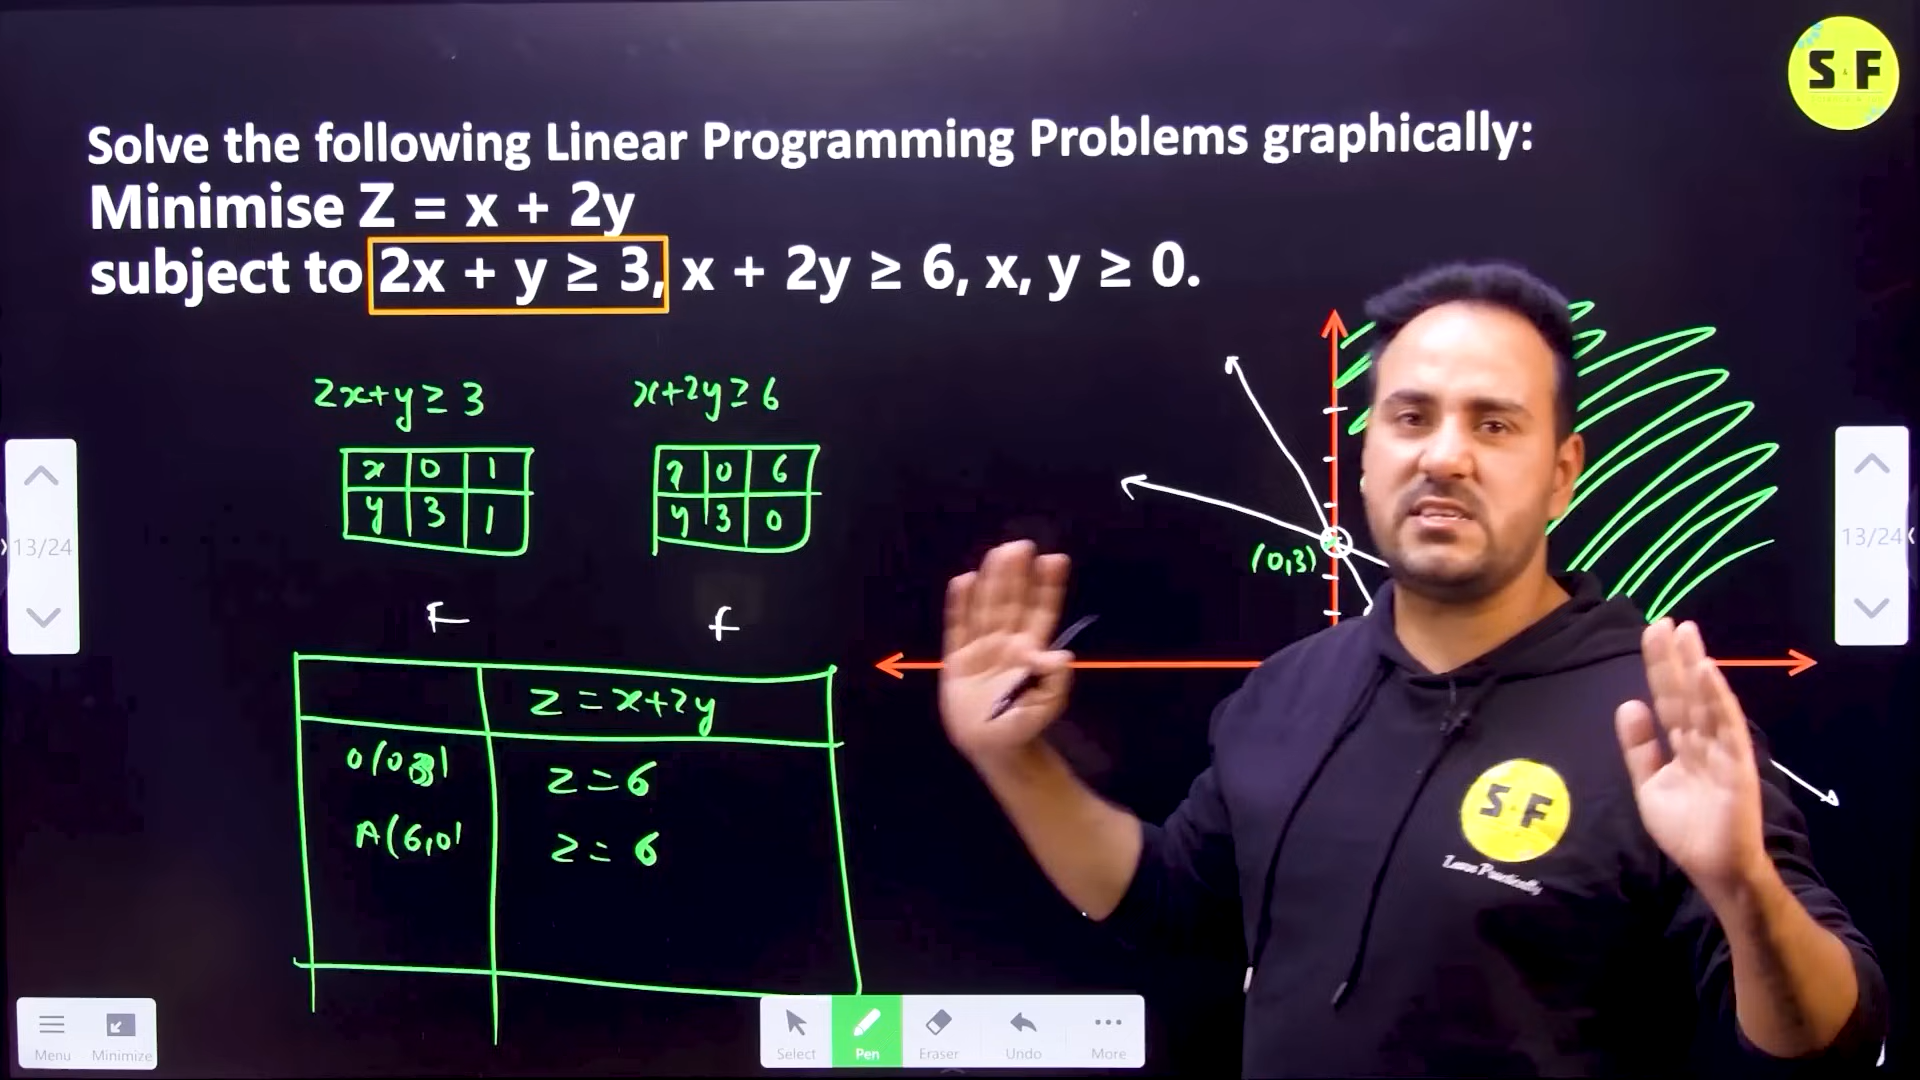 S F
Solve the following Linear Programming Problems graphically:
Minimise Z = x + 2y
subject to 2x + y ≥ 3, x + 2y ≥ 6, x, y ≥ 0.
2x+y ≥ 3
x 0 1
y 3 1
F
x+2y ≥ 6
x 0 6
y 3 0
F
Z = x+2y
Z = 6
A(6,0)
Z = 6
(0,3)
13/24
13/24
S F
Learn Practically
Menu
Minimize
Select
Pen
Eraser
Undo
More